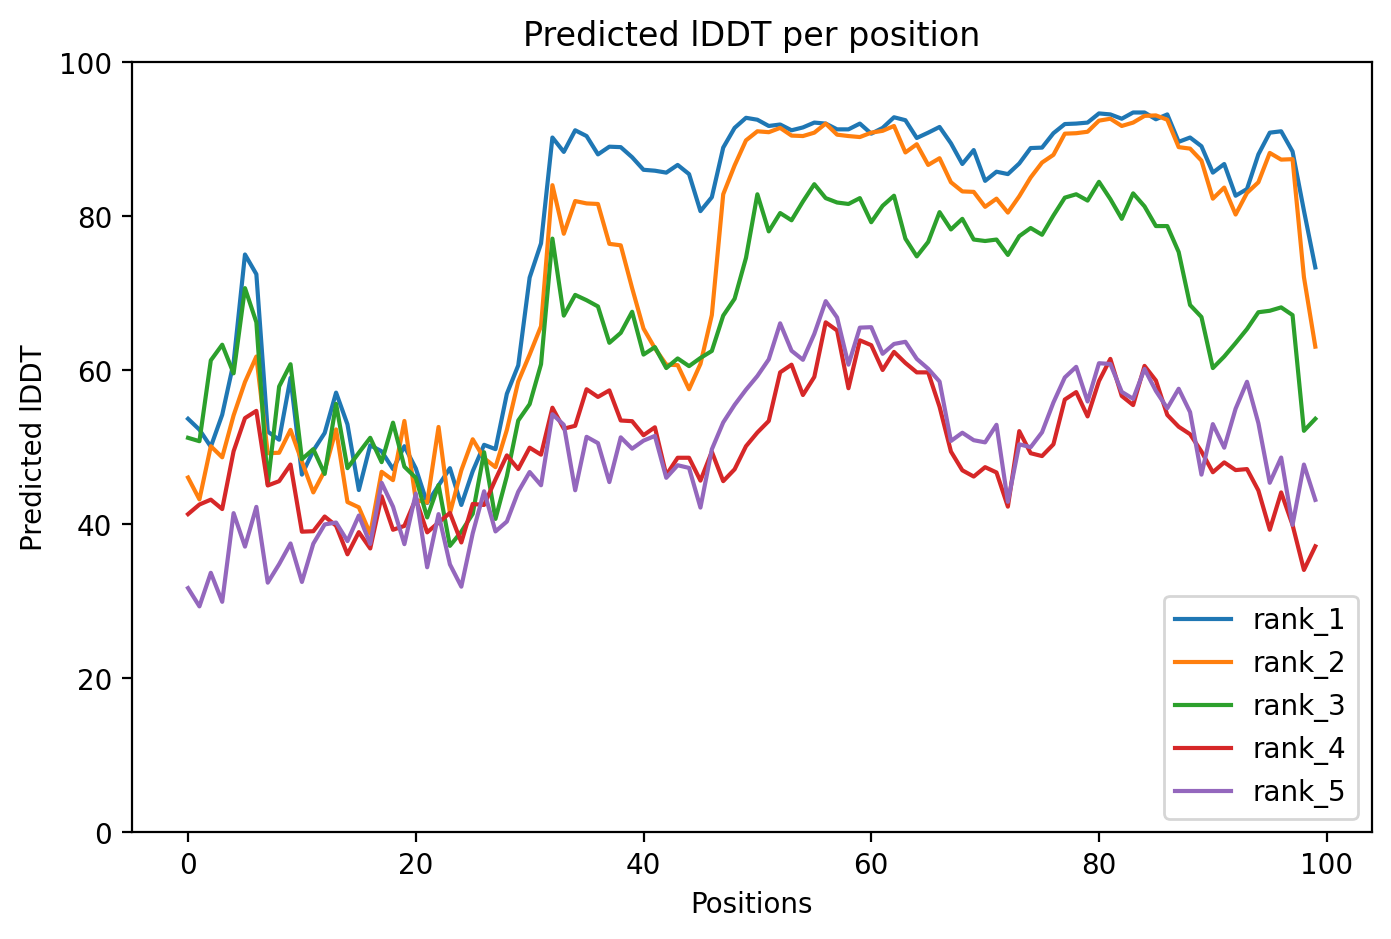 Predicted lDDT per position
Predicted lDDT
100
80
60
40
20
0
0 20 40 60 80 100
Positions
rank_1
rank_2
rank_3
rank_4
rank_5